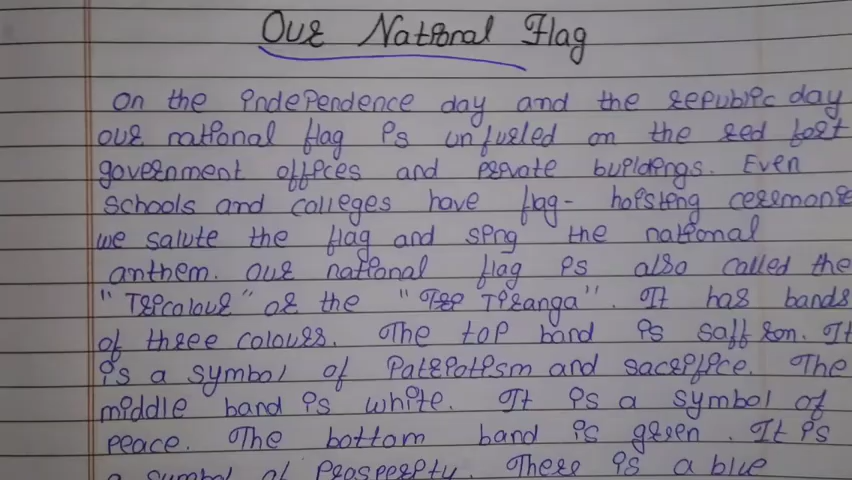 Our National Flag
On the independence day and the republic day
our national flag is unfurled on the red fort
government offices and private buildings. Even
schools and colleges have flag- hoisting ceremony
we salute the flag and sing the national
anthem. Our national flag is also called the
"Tricolour" or the "Tiranga". It has bands
of three colours. The top band is saffron. It
is a symbol of Patriotism and sacrifice. The
middle band is white. It is a symbol of
peace. The bottom band is green. It is
a symbol of Prosperity. There is a blue